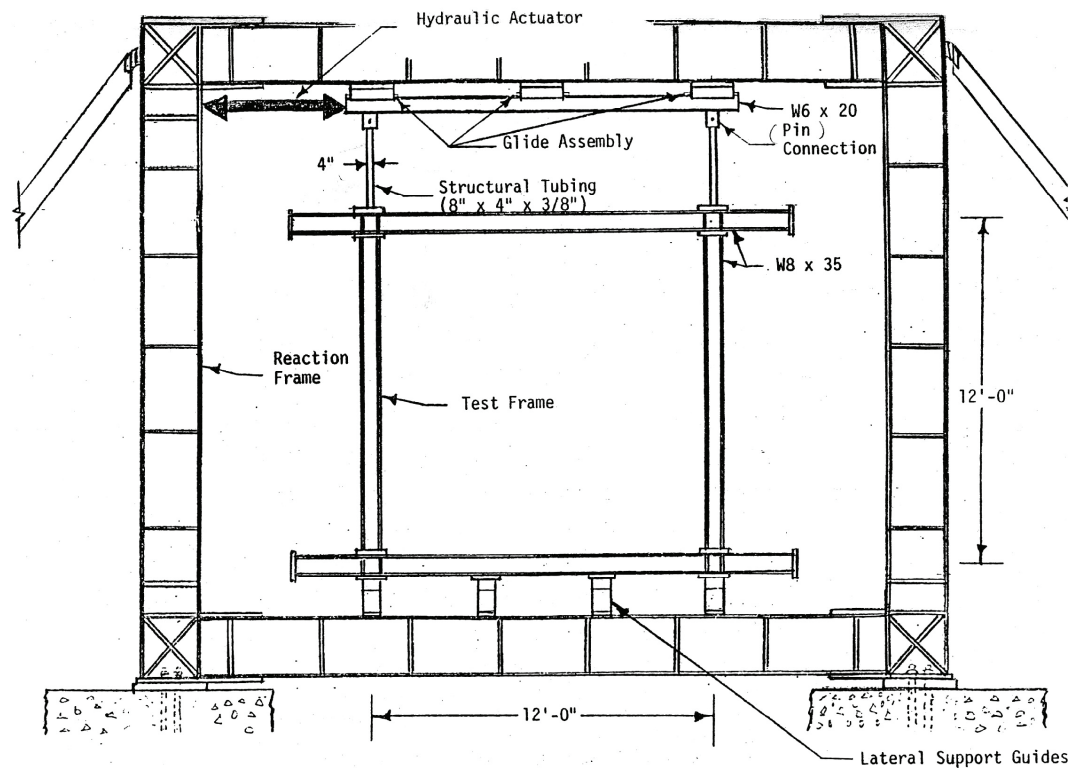 Hydraulic Actuator
W6 x 20
( Pin )
Connection
Glide Assembly
4"
Structural Tubing
(8" x 4" x 3/8")
W8 x 35
Reaction
Frame
Test Frame
12'-0"
12'-0"
Lateral Support Guides